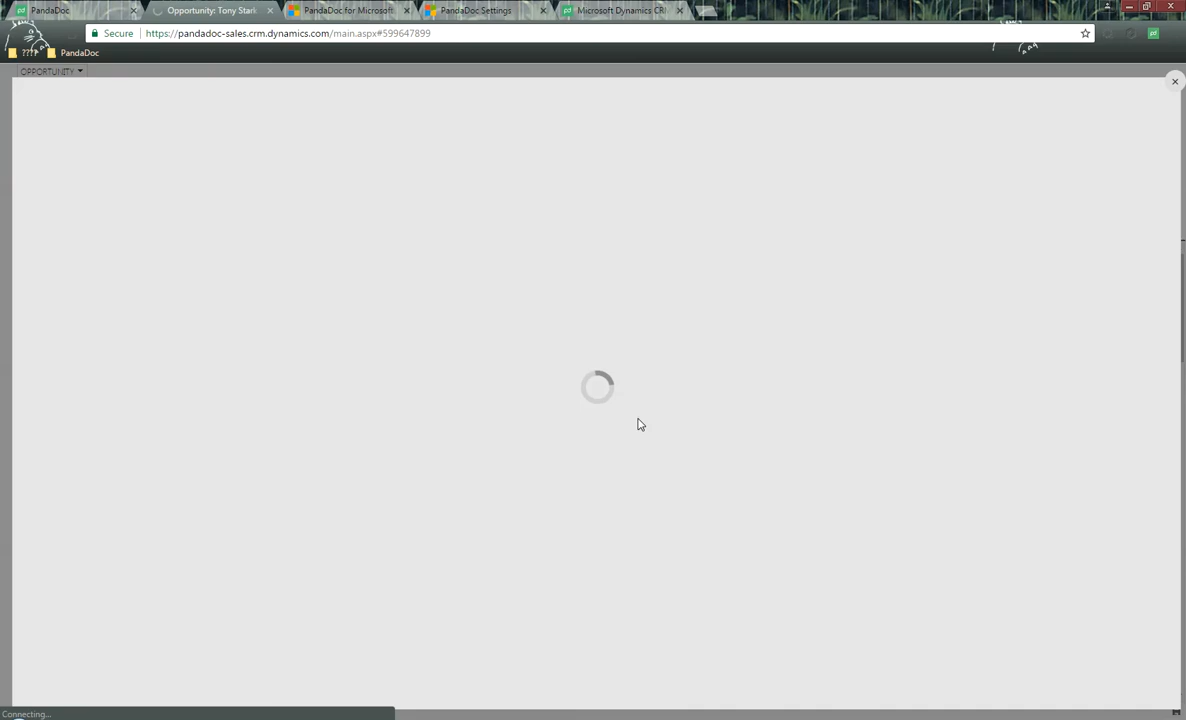 PandaDoc
Opportunity: Tony Stark
PandaDoc for Microsoft
PandaDoc Settings
Microsoft Dynamics CRM
Secure
https://pandadoc-sales.crm.dynamics.com/main.aspx#599647899
????
PandaDoc
OPPORTUNITY
Connecting...